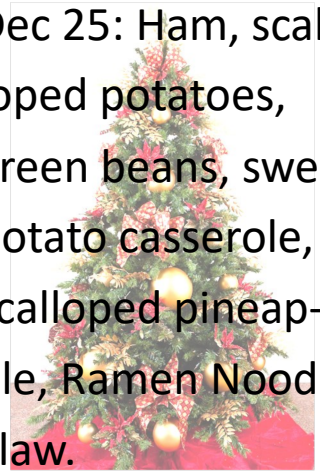 Dec 25: Ham, scal
oped potatoes,
reen beans, swe
otato casserole,
calloped pineap-
le, Ramen Nood
law.